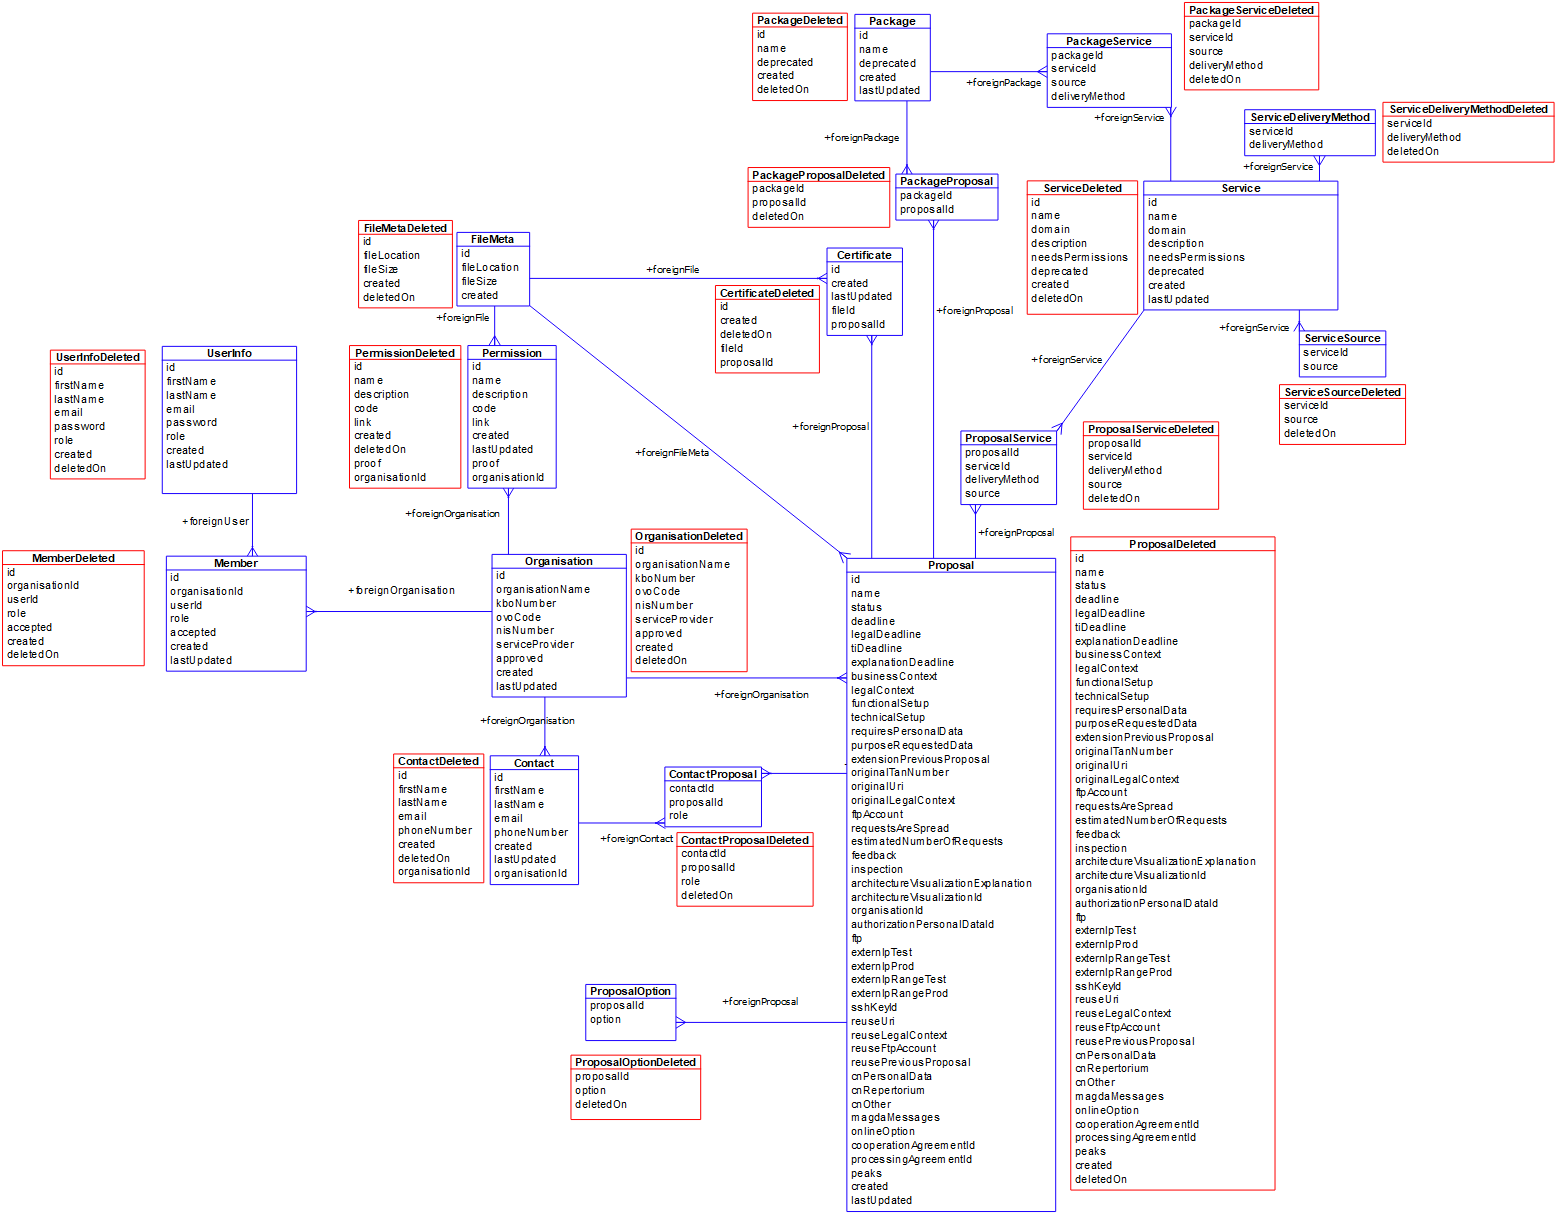 PackageDeleted
id
name
deprecated
created
deletedOn
Package
id
name
deprecated
created
lastUpdated
PackageService
packageId
serviceId
source
deliveryMethod
PackageServiceDeleted
packageId
serviceId
source
deliveryMethod
deletedOn
+foreignPackage
+foreignService
+foreignPackage
ServiceDeliveryMethod
serviceId
deliveryMethod
ServiceDeliveryMethodDeleted
serviceId
deliveryMethod
deletedOn
+foreignService
PackageProposalDeleted
packageId
proposalId
deletedOn
PackageProposal
packageId
proposalId
ServiceDeleted
id
name
domain
description
needsPermissions
deprecated
created
deletedOn
Service
id
name
domain
description
needsPermissions
deprecated
created
lastUpdated
FileMetaDeleted
id
fileLocation
fileSize
created
deletedOn
FileMeta
id
fileLocation
fileSize
created
+foreignFile
Certificate
id
created
lastUpdated
fileId
proposalId
CertificateDeleted
id
created
deletedOn
fileId
proposalId
+foreignProposal
+foreignFile
+foreignService
ServiceSource
serviceId
source
+foreignService
ServiceSourceDeleted
serviceId
source
deletedOn
UserInfoDeleted
id
firstName
lastName
email
password
role
created
deletedOn
UserInfo
id
firstName
lastName
email
password
role
created
lastUpdated
PermissionDeleted
id
name
description
code
link
created
deletedOn
proof
organisationId
Permission
id
name
description
code
link
created
lastUpdated
proof
organisationId
+foreignProposal
+foreignFileMeta
ProposalService
proposalId
serviceId
deliveryMethod
source
ProposalServiceDeleted
proposalId
serviceId
deliveryMethod
source
deletedOn
+foreignUser
+foreignOrganisation
+foreignProposal
MemberDeleted
id
organisationId
userId
role
accepted
created
deletedOn
Member
id
organisationId
userId
role
accepted
created
lastUpdated
+foreignOrganisation
Organisation
id
organisationName
kboNumber
ovoCode
nisNumber
serviceProvider
approved
created
lastUpdated
OrganisationDeleted
id
organisationName
kboNumber
ovoCode
nisNumber
serviceProvider
approved
created
deletedOn
+foreignOrganisation
+foreignOrganisation
Proposal
id
name
status
deadline
legalDeadline
tiDeadline
explanationDeadline
businessContext
legalContext
functionalSetup
technicalSetup
requiresPersonalData
purposeRequestedData
extensionPreviousProposal
originalTanNumber
originalUri
originalLegalContext
ftpAccount
requestsAreSpread
estimatedNumberOfRequests
feedback
inspection
architectureVisualizationExplanation
architectureVisualizationId
organisationId
authorizationPersonalDataId
ftp
externIpTest
externIpProd
externIpRangeTest
externIpRangeProd
sshKeyId
reuseUri
reuseLegalContext
reuseFtpAccount
reusePreviousProposal
cnPersonalData
cnRepertorium
cnOther
magdaMessages
onlineOption
cooperationAgreementId
processingAgreementId
peaks
created
lastUpdated
ProposalDeleted
id
name
status
deadline
legalDeadline
tiDeadline
explanationDeadline
businessContext
legalContext
functionalSetup
technicalSetup
requiresPersonalData
purposeRequestedData
extensionPreviousProposal
originalTanNumber
originalUri
originalLegalContext
ftpAccount
requestsAreSpread
estimatedNumberOfRequests
feedback
inspection
architectureVisualizationExplanation
architectureVisualizationId
organisationId
authorizationPersonalDataId
ftp
externIpTest
externIpProd
externIpRangeTest
externIpRangeProd
sshKeyId
reuseUri
reuseLegalContext
reuseFtpAccount
reusePreviousProposal
cnPersonalData
cnRepertorium
cnOther
magdaMessages
onlineOption
cooperationAgreementId
processingAgreementId
peaks
created
deletedOn
ContactDeleted
id
firstName
lastName
email
phoneNumber
created
deletedOn
organisationId
Contact
id
firstName
lastName
email
phoneNumber
created
lastUpdated
organisationId
ContactProposal
contactId
proposalId
role
+foreignContact
ContactProposalDeleted
contactId
proposalId
role
deletedOn
ProposalOption
proposalId
option
+foreignProposal
ProposalOptionDeleted
proposalId
option
deletedOn